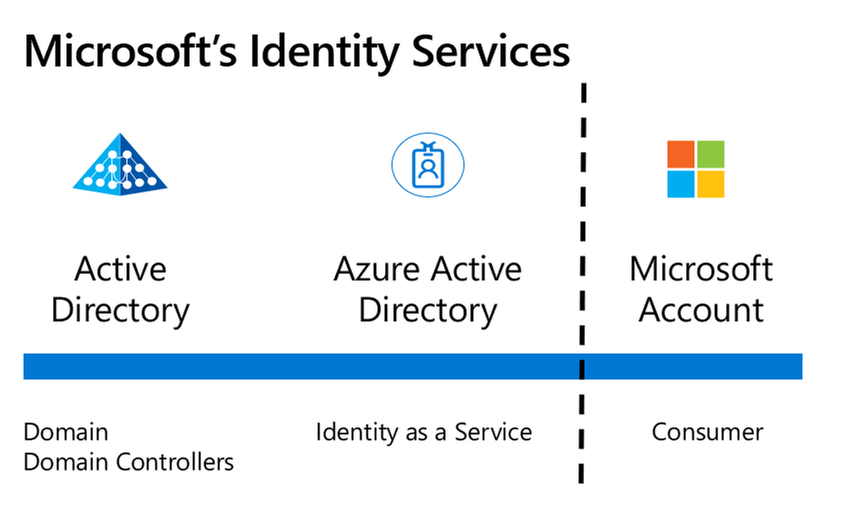 Microsoft’s Identity Services
Active
Directory
Azure Active
Directory
Microsoft
Account
Domain
Domain Controllers
Identity as a Service
Consumer